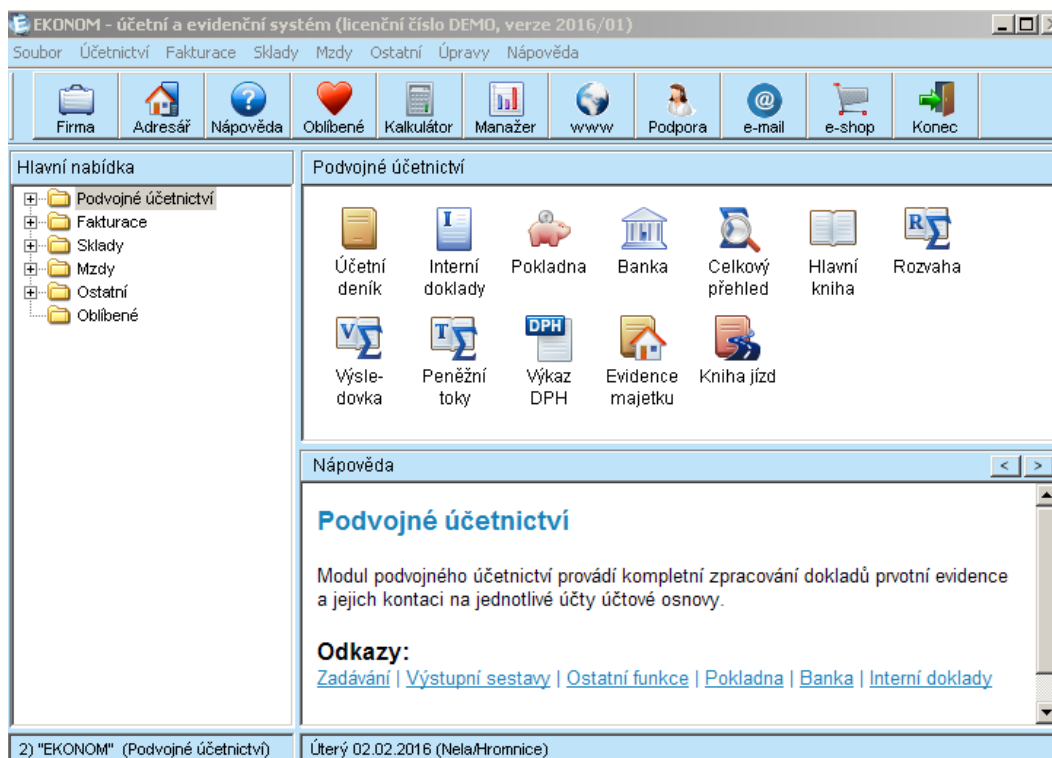 EKONOM - účetní a evidenční systém (licenční číslo DEMO, verze 2016/01)
Soubor Účetnictví Fakturace Sklady Mzdy Ostatní Úpravy Nápověda
Firma Adresář Nápověda Oblíbené Kalkulátor Manažer www Podpora e-mail e-shop Konec
Hlavní nabídka
Podvojné účetnictví
Fakturace
Sklady
Mzdy
Ostatní
Oblíbené
Podvojné účetnictví
Účetní deník
Interní doklady
Pokladna
Banka
Celkový přehled
Hlavní kniha
Rozvaha
Výsle-
dovka
Peněžní toky
DPH
Výkaz DPH
Evidence majetku
Kniha jízd
Nápověda
< >
Podvojné účetnictví
Modul podvojného účetnictví provádí kompletní zpracování dokladů prvotní evidence
a jejich kontaci na jednotlivé účty účtové osnovy.
Odkazy:
Zadávání | Výstupní sestavy | Ostatní funkce | Pokladna | Banka | Interní doklady
2) "EKONOM" (Podvojné účetnictví)
Úterý 02.02.2016 (Nela/Hromnice)